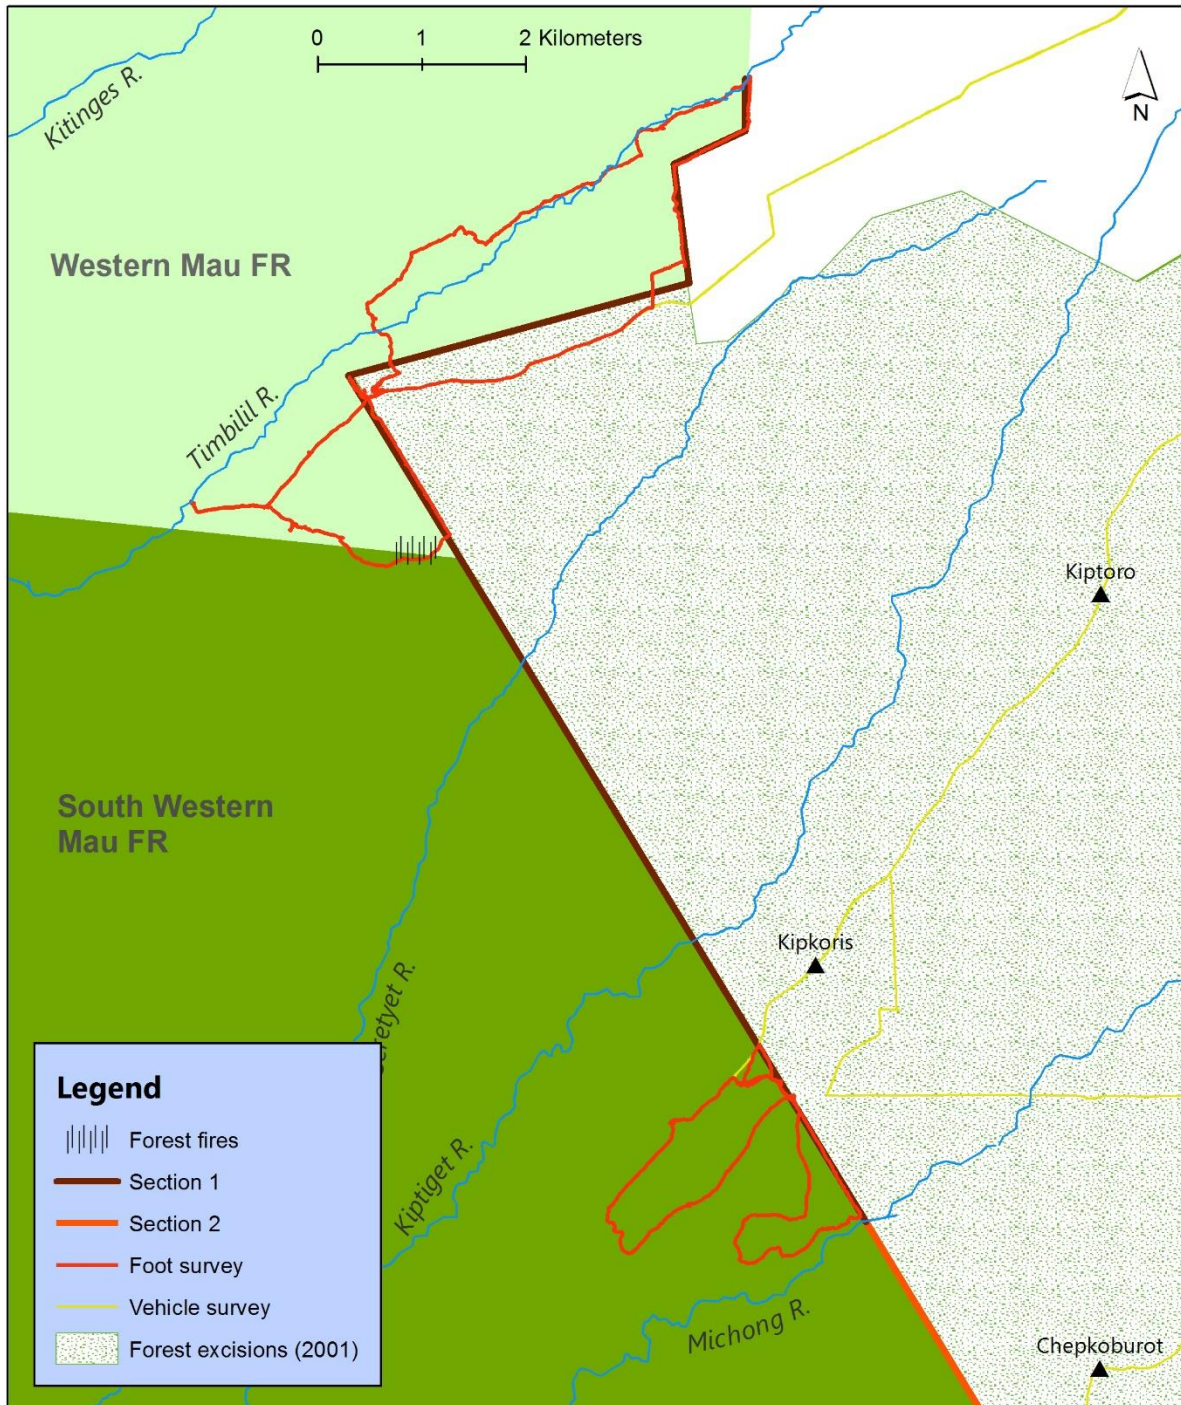 0 1 2 Kilometers
Kitinges R.
N
Western Mau FR
Timbilil R.
Kiptoro
South Western
Mau FR
Kipkoris
Kiptiget R.
Michong R.
Chepkoburot
Legend
Forest fires
Section 1
Section 2
Foot survey
Vehicle survey
Forest excisions (2001)